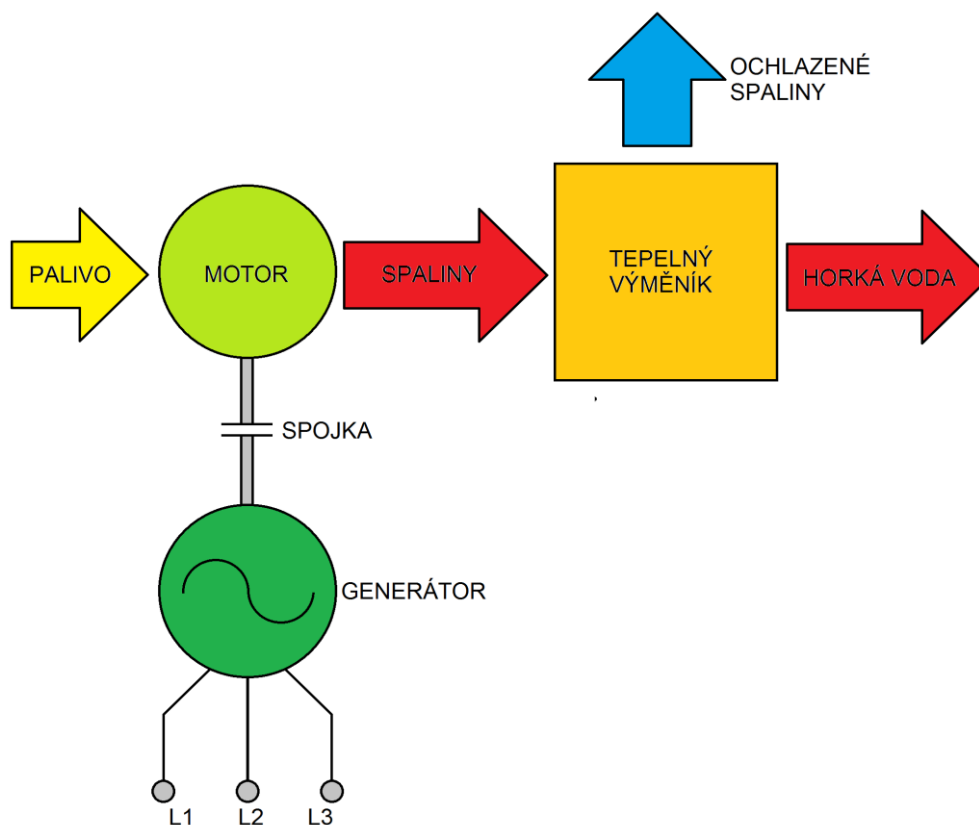 OCHLAZENÉ
SPALINY
PALIVO
MOTOR
SPALINY
TEPELNÝ
VÝMĚNÍK
HORKÁ VODA
SPOJKA
GENERÁTOR
L1
L2
L3